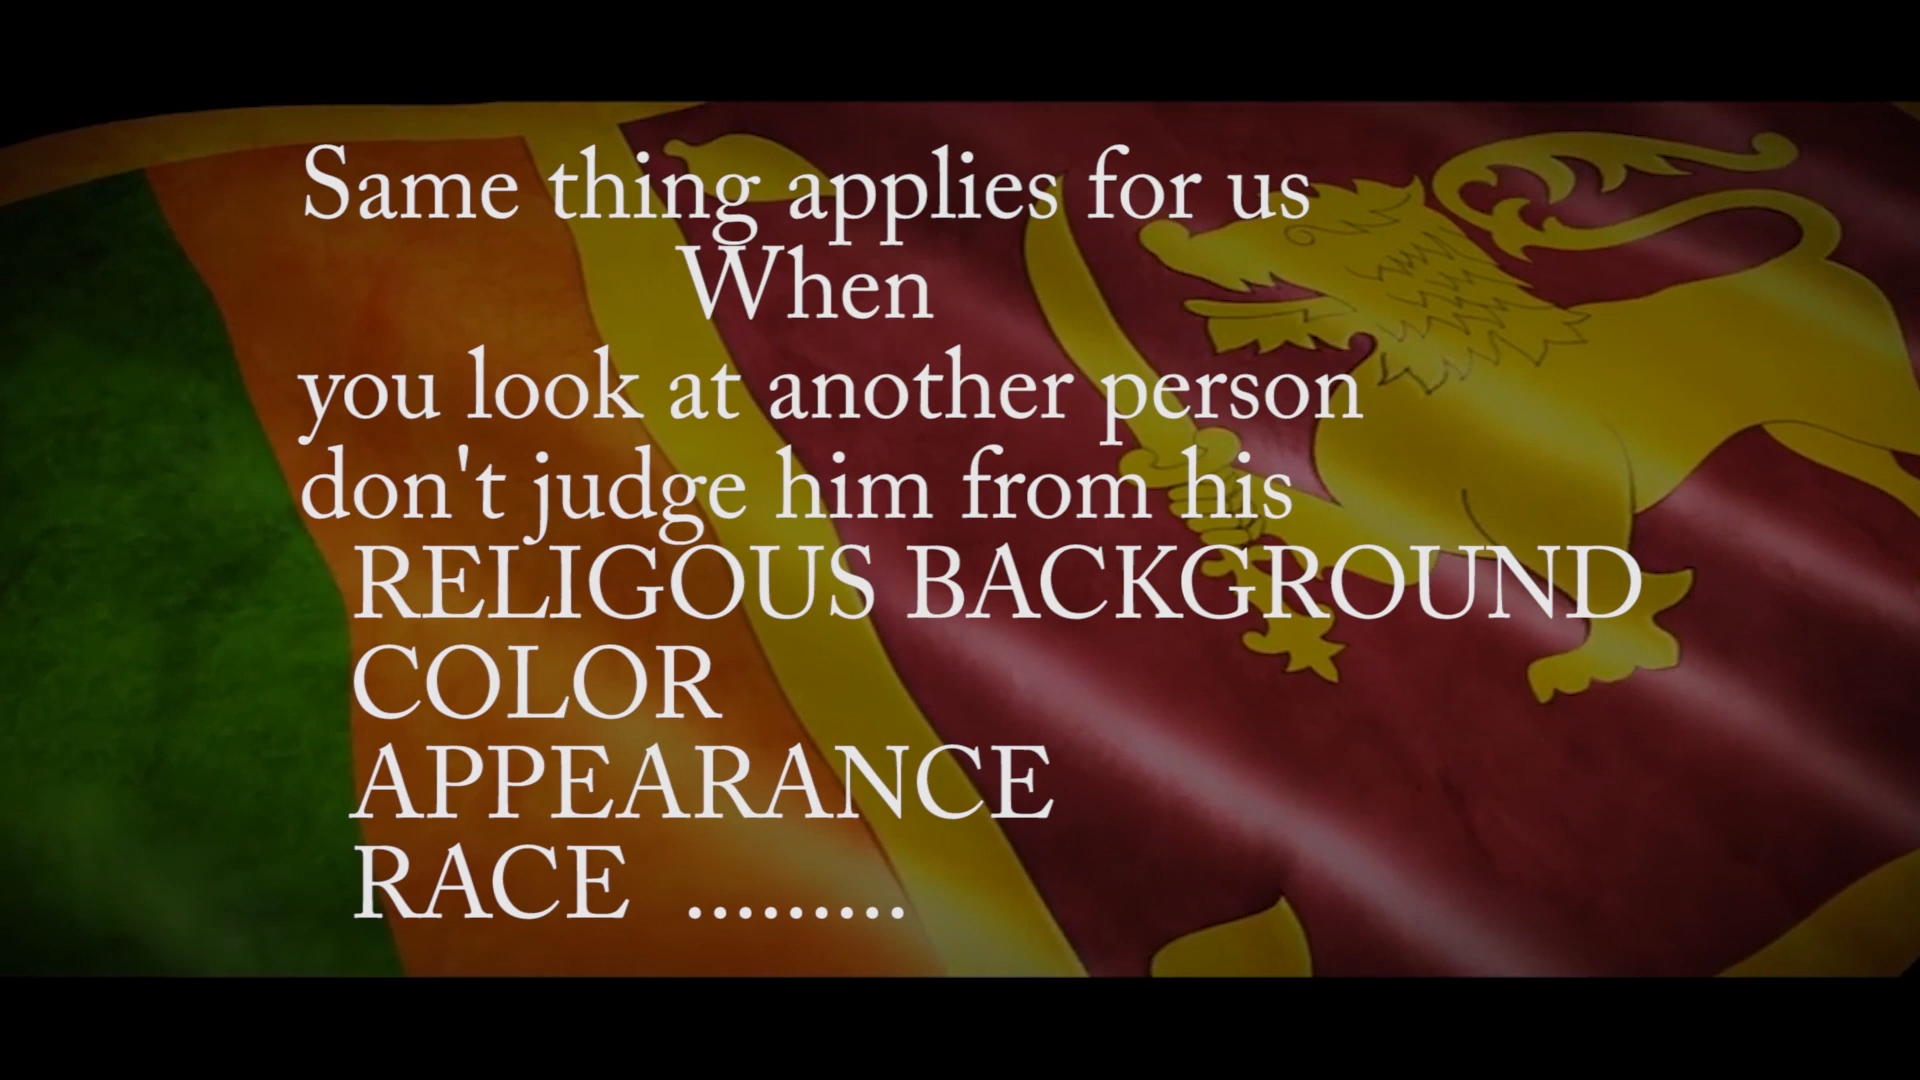 Same thing applies for us
When
you look at another person
don't judge him from his
RELIGOUS BACKGROUND
COLOR
APPEARANCE
RACE .........